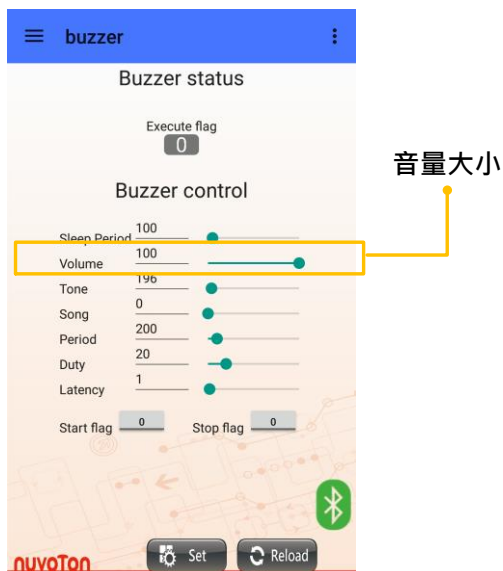 buzzer
Buzzer status
Execute flag
0
音量大小
Buzzer control
Sleep Period 100
Volume 100
Tone 196
Song 0
Period 200
Duty 20
Latency 1
Start flag 0 Stop flag 0
nuvoTon Set Reload